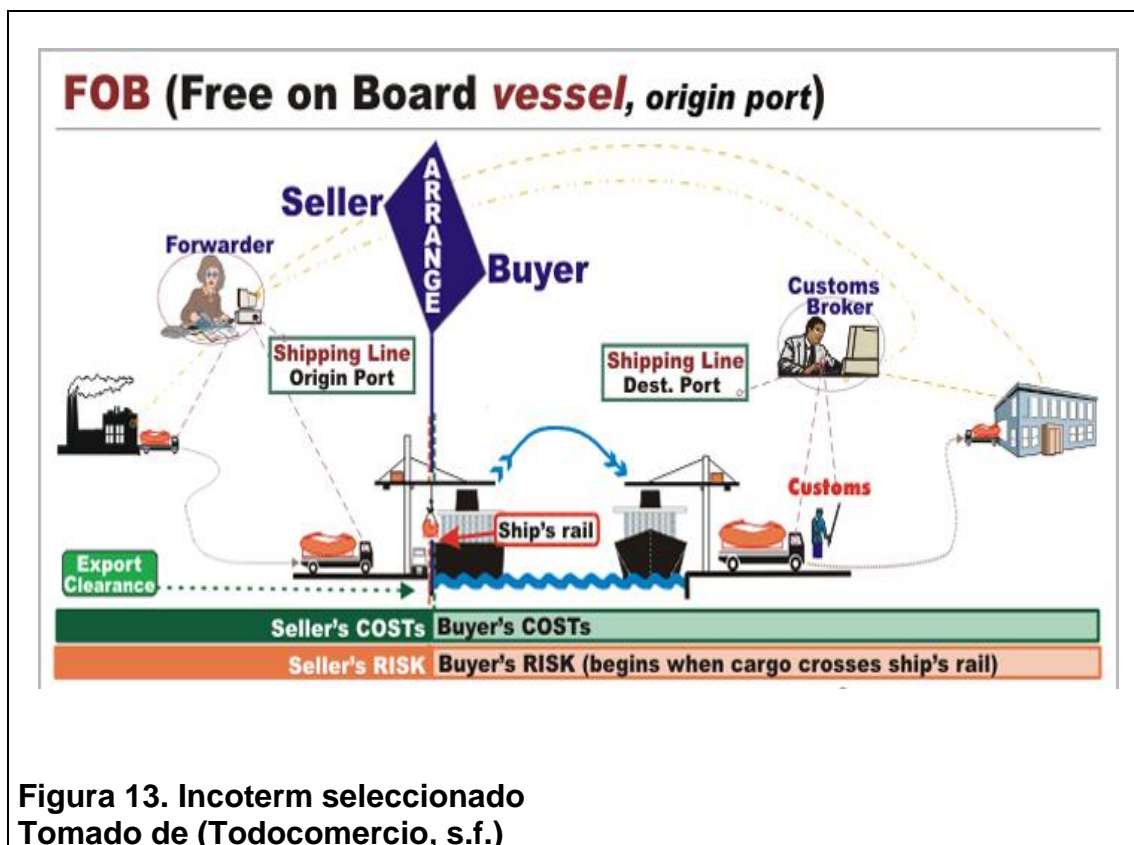 FOB (Free on Board vessel, origin port)
ARRANGE
Seller
Buyer
Forwarder
Customs
Broker
Shipping Line
Origin Port
Shipping Line
Dest. Port
Customs
Ship's rail
Export
Clearance
Seller's COSTs Buyer's COSTs
Seller's RISK Buyer's RISK (begins when cargo crosses ship's rail)
Figura 13. Incoterm seleccionado
Tomado de (Todocomercio, s.f.)